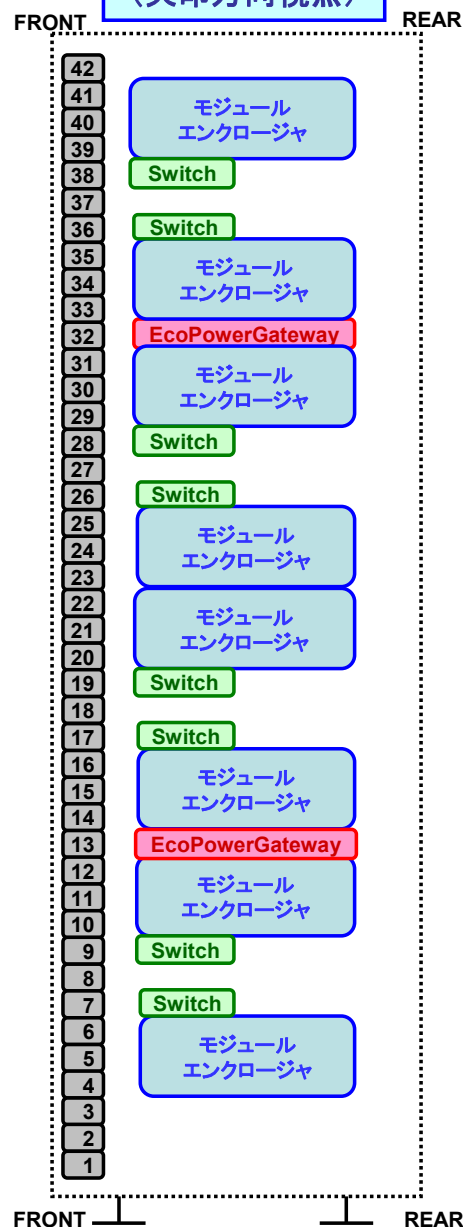 （矢印方向視点）
FRONT REAR
42
41
モジュール
エンクロージャ
40
39
38 Switch
37
36 Switch
35
モジュール
エンクロージャ
34
33
32 EcoPowerGateway
31
モジュール
エンクロージャ
30
29
28 Switch
27
26 Switch
25
モジュール
エンクロージャ
24
23
22
モジュール
エンクロージャ
21
20
19 Switch
18
17 Switch
16
モジュール
エンクロージャ
15
14
13 EcoPowerGateway
12
モジュール
エンクロージャ
11
10
9 Switch
8
7 Switch
6
モジュール
エンクロージャ
5
4
3
2
1
FRONT REAR